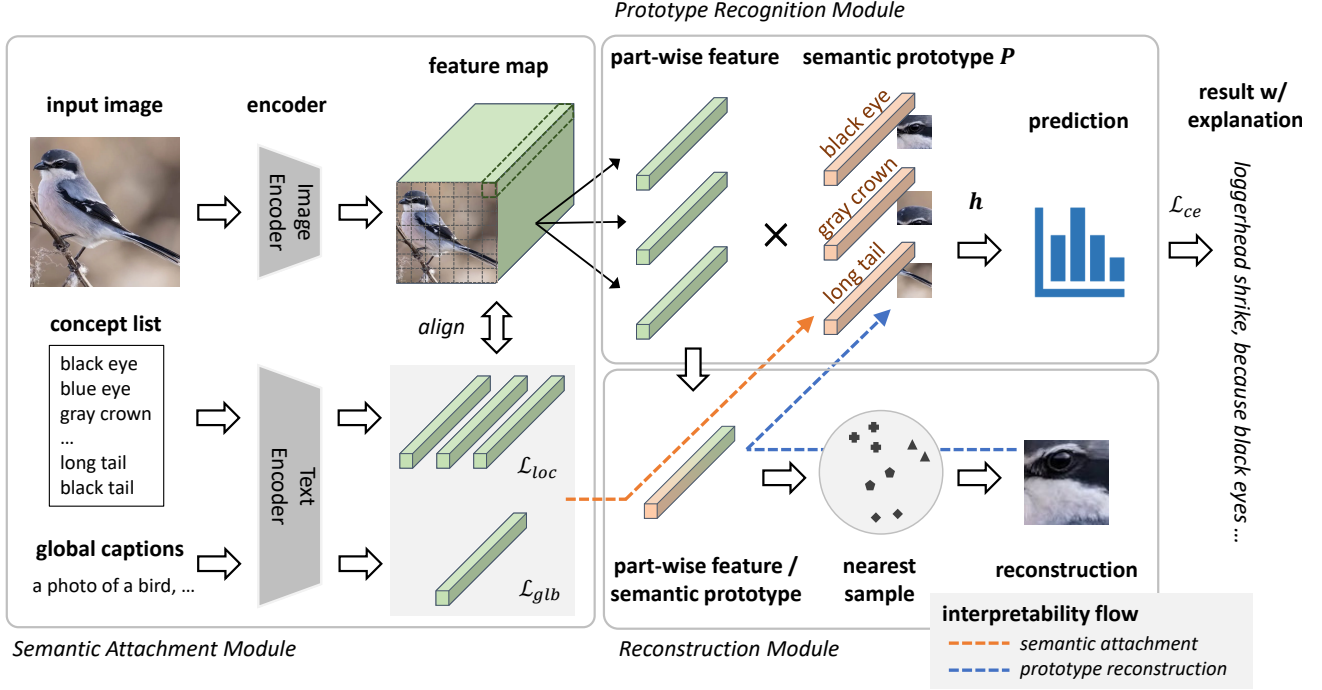 Prototype Recognition Module
input image
encoder
feature map
Image
Encoder
align
concept list
black eye
blue eye
gray crown
...
long tail
black tail
global captions
a photo of a bird, ...
Text
Encoder
ℒloc
ℒglb
Semantic Attachment Module
part-wise feature
semantic prototype P
black eye
gray crown
long tail
×
h
prediction
ℒce
result w/
explanation
loggerhead shrike, because black eyes ...
part-wise feature /
semantic prototype
nearest
sample
reconstruction
Reconstruction Module
interpretability flow
semantic attachment
prototype reconstruction